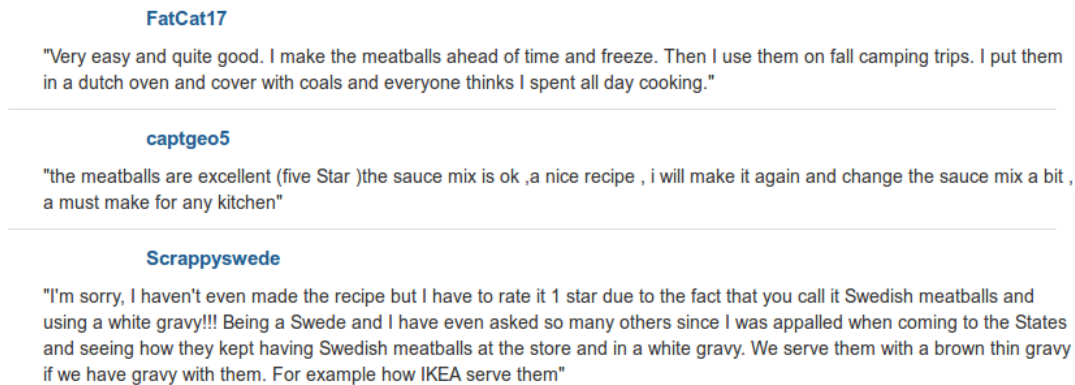 FatCat17
"Very easy and quite good. I make the meatballs ahead of time and freeze. Then I use them on fall camping trips. I put them
in a dutch oven and cover with coals and everyone thinks I spent all day cooking."
captgeo5
"the meatballs are excellent (five Star )the sauce mix is ok ,a nice recipe , i will make it again and change the sauce mix a bit ,
a must make for any kitchen"
Scrappyswede
"I'm sorry, I haven't even made the recipe but I have to rate it 1 star due to the fact that you call it Swedish meatballs and
using a white gravy!!! Being a Swede and I have even asked so many others since I was appalled when coming to the States
and seeing how they kept having Swedish meatballs at the store and in a white gravy. We serve them with a brown thin gravy
if we have gravy with them. For example how IKEA serve them"